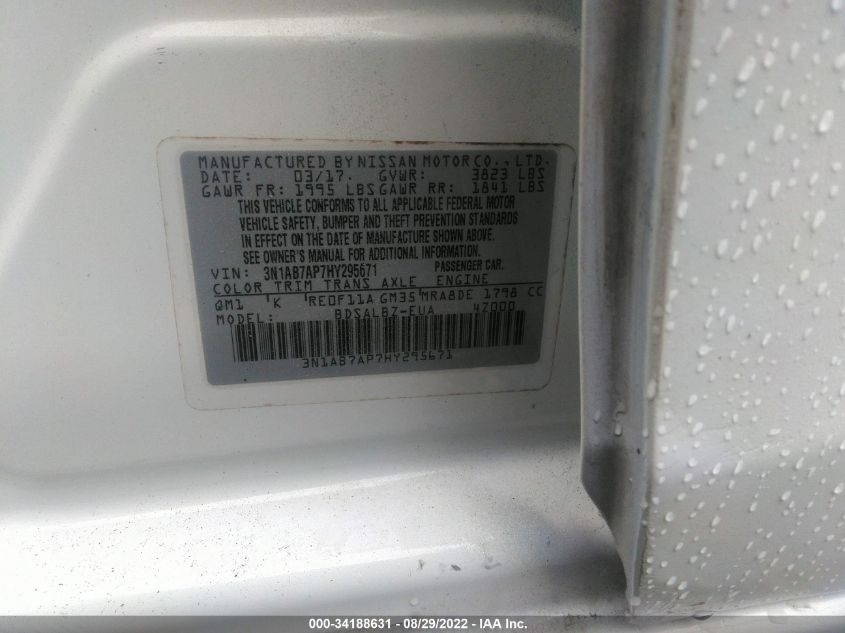 MANUFACTURED BY NISSAN MOTOR CO., LTD.
DATE: 03/17. GVWR: 3823 LBS
GAWR FR: 1995 LBS GAWR RR: 1841 LBS
THIS VEHICLE CONFORMS TO ALL APPLICABLE FEDERAL MOTOR
VEHICLE SAFETY, BUMPER AND THEFT PREVENTION STANDARDS
IN EFFECT ON THE DATE OF MANUFACTURE SHOWN ABOVE.
SEE OWNER'S MANUAL FOR ADDITIONAL INFORMATION.
VIN: 3N1AB7AP7HY295671 PASSENGER CAR.
COLOR TRIM TRANS AXLE ENGINE
QM1 K RE0F11A GM35 MRA8DE 1798 CC
MODEL: BDSALBZ-EUA 47000
3N1AB7AP7HY295671
000-34188631 - 08/29/2022 - IAA Inc.